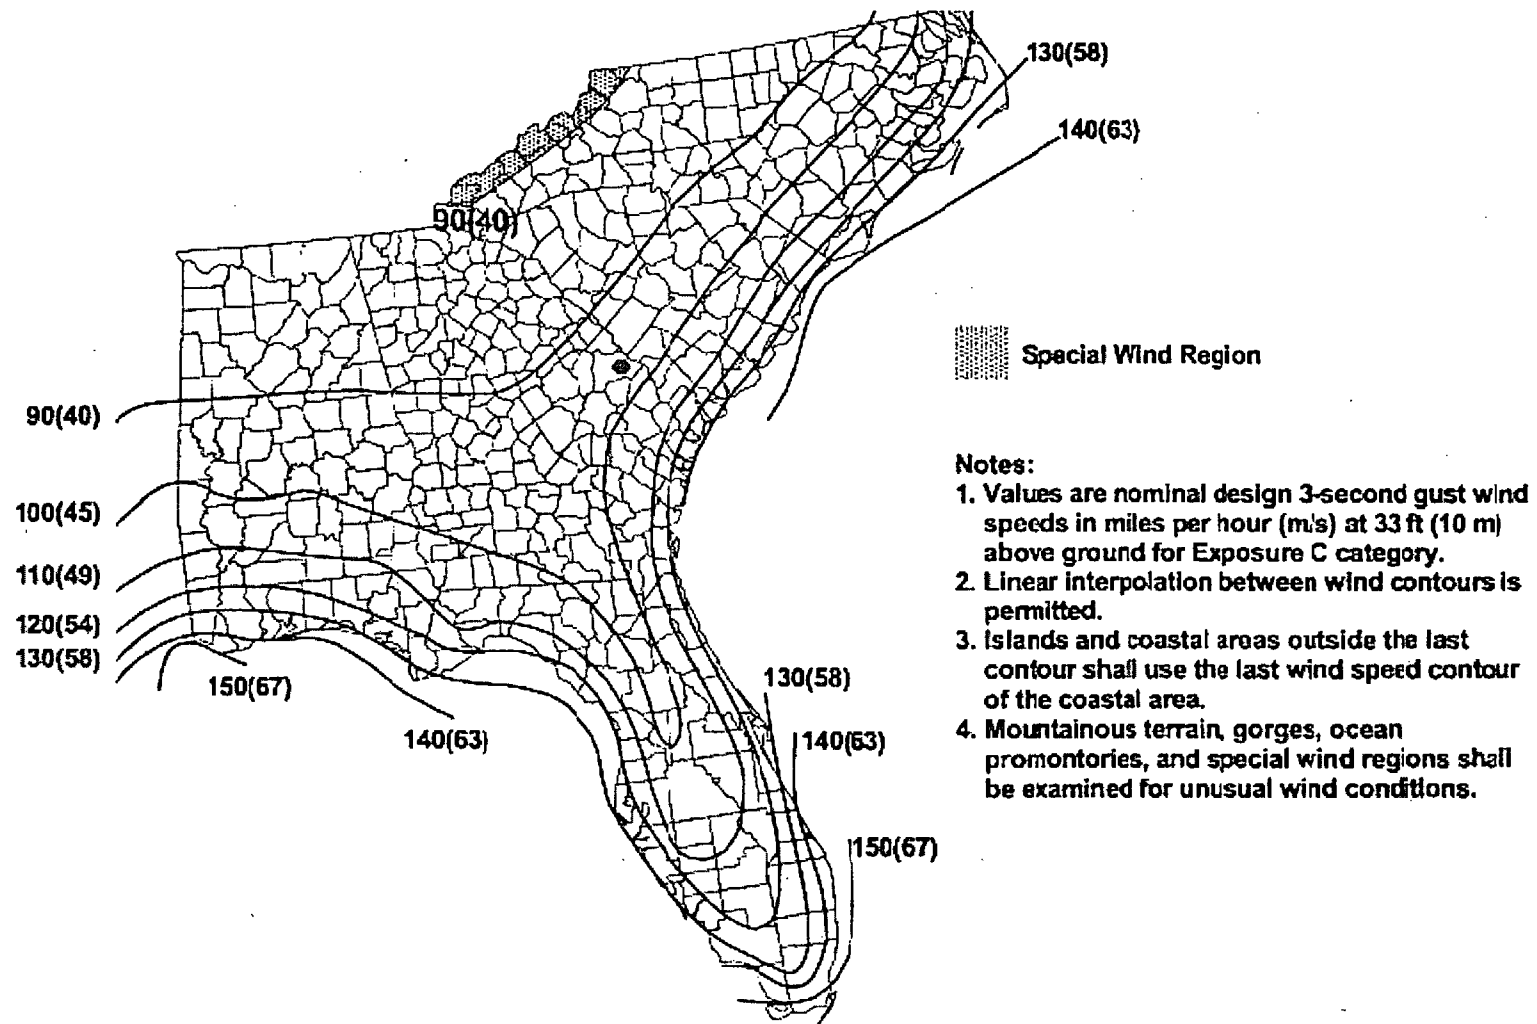 130(58)
140(63)
90(40)
Special Wind Region
90(40)
Notes:
1. Values are nominal design 3-second gust wind
speeds in miles per hour (m/s) at 33 ft (10 m)
above ground for Exposure C category.
100(45)
110(49)
2. Linear interpolation between wind contours is
permitted.
120(54)
3. Islands and coastal areas outside the last
contour shall use the last wind speed contour
of the coastal area.
130(58)
150(67)
130(58)
140(63)
140(63)
4. Mountainous terrain, gorges, ocean
promontories, and special wind regions shall
be examined for unusual wind conditions.
150(67)